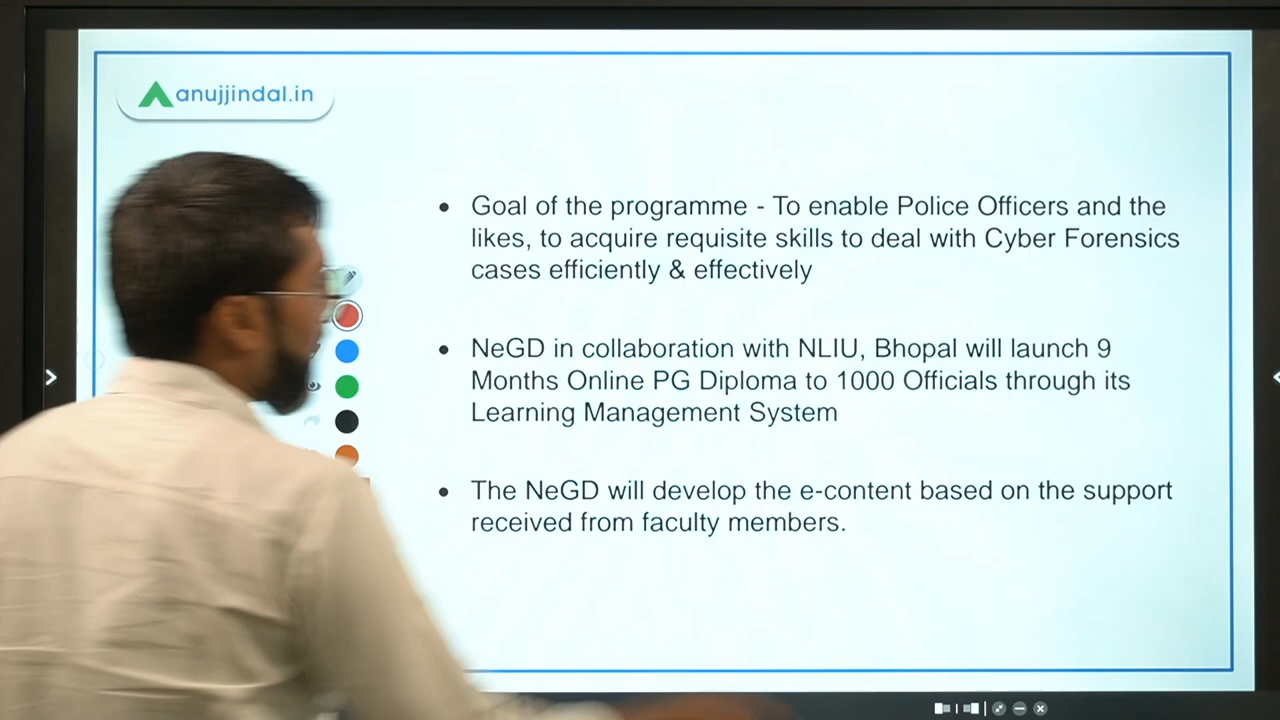 anujjindal.in
• Goal of the programme - To enable Police Officers and the
likes, to acquire requisite skills to deal with Cyber Forensics
cases efficiently & effectively
• NeGD in collaboration with NLIU, Bhopal will launch 9
Months Online PG Diploma to 1000 Officials through its
Learning Management System
• The NeGD will develop the e-content based on the support
received from faculty members.